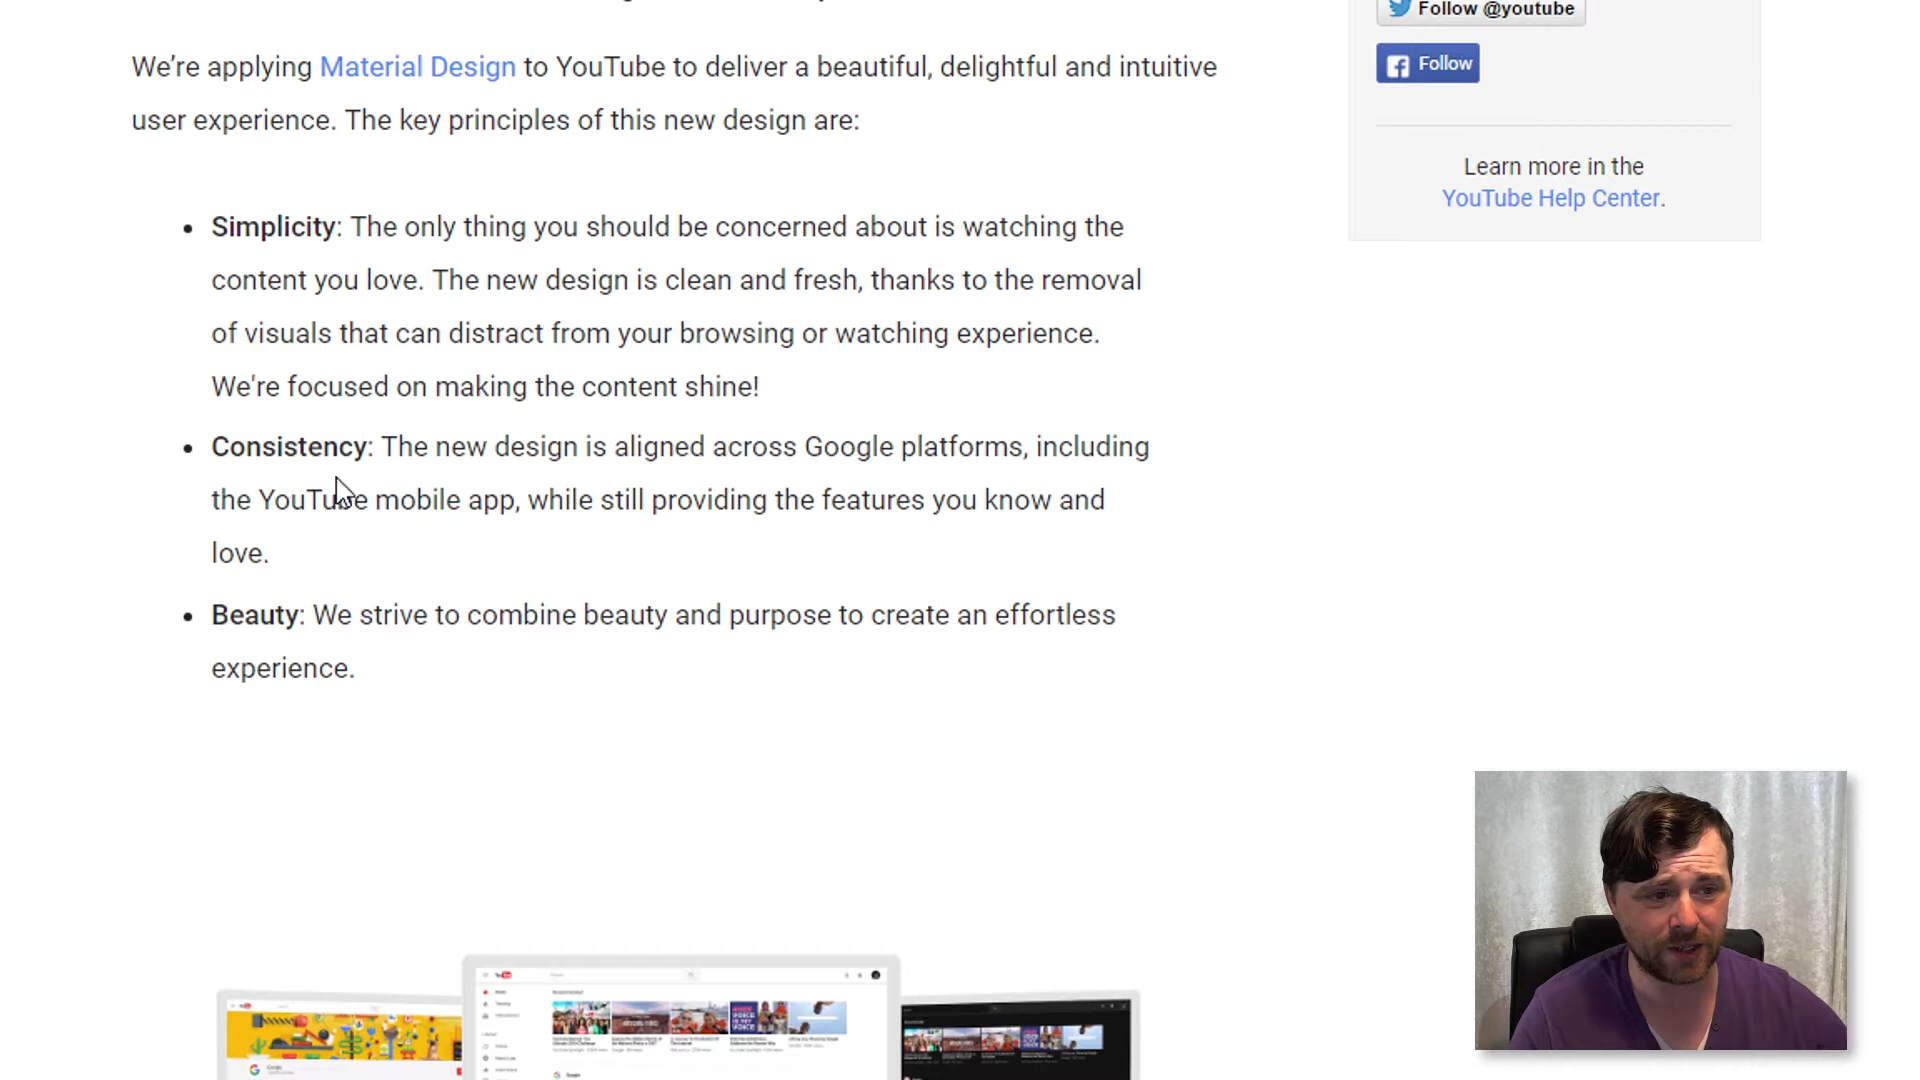 Follow @youtube
We’re applying Material Design to YouTube to deliver a beautiful, delightful and intuitive
Follow
user experience. The key principles of this new design are:
Learn more in the
YouTube Help Center.
• Simplicity: The only thing you should be concerned about is watching the
content you love. The new design is clean and fresh, thanks to the removal
of visuals that can distract from your browsing or watching experience.
We're focused on making the content shine!
• Consistency: The new design is aligned across Google platforms, including
the YouTube mobile app, while still providing the features you know and
love.
• Beauty: We strive to combine beauty and purpose to create an effortless
experience.